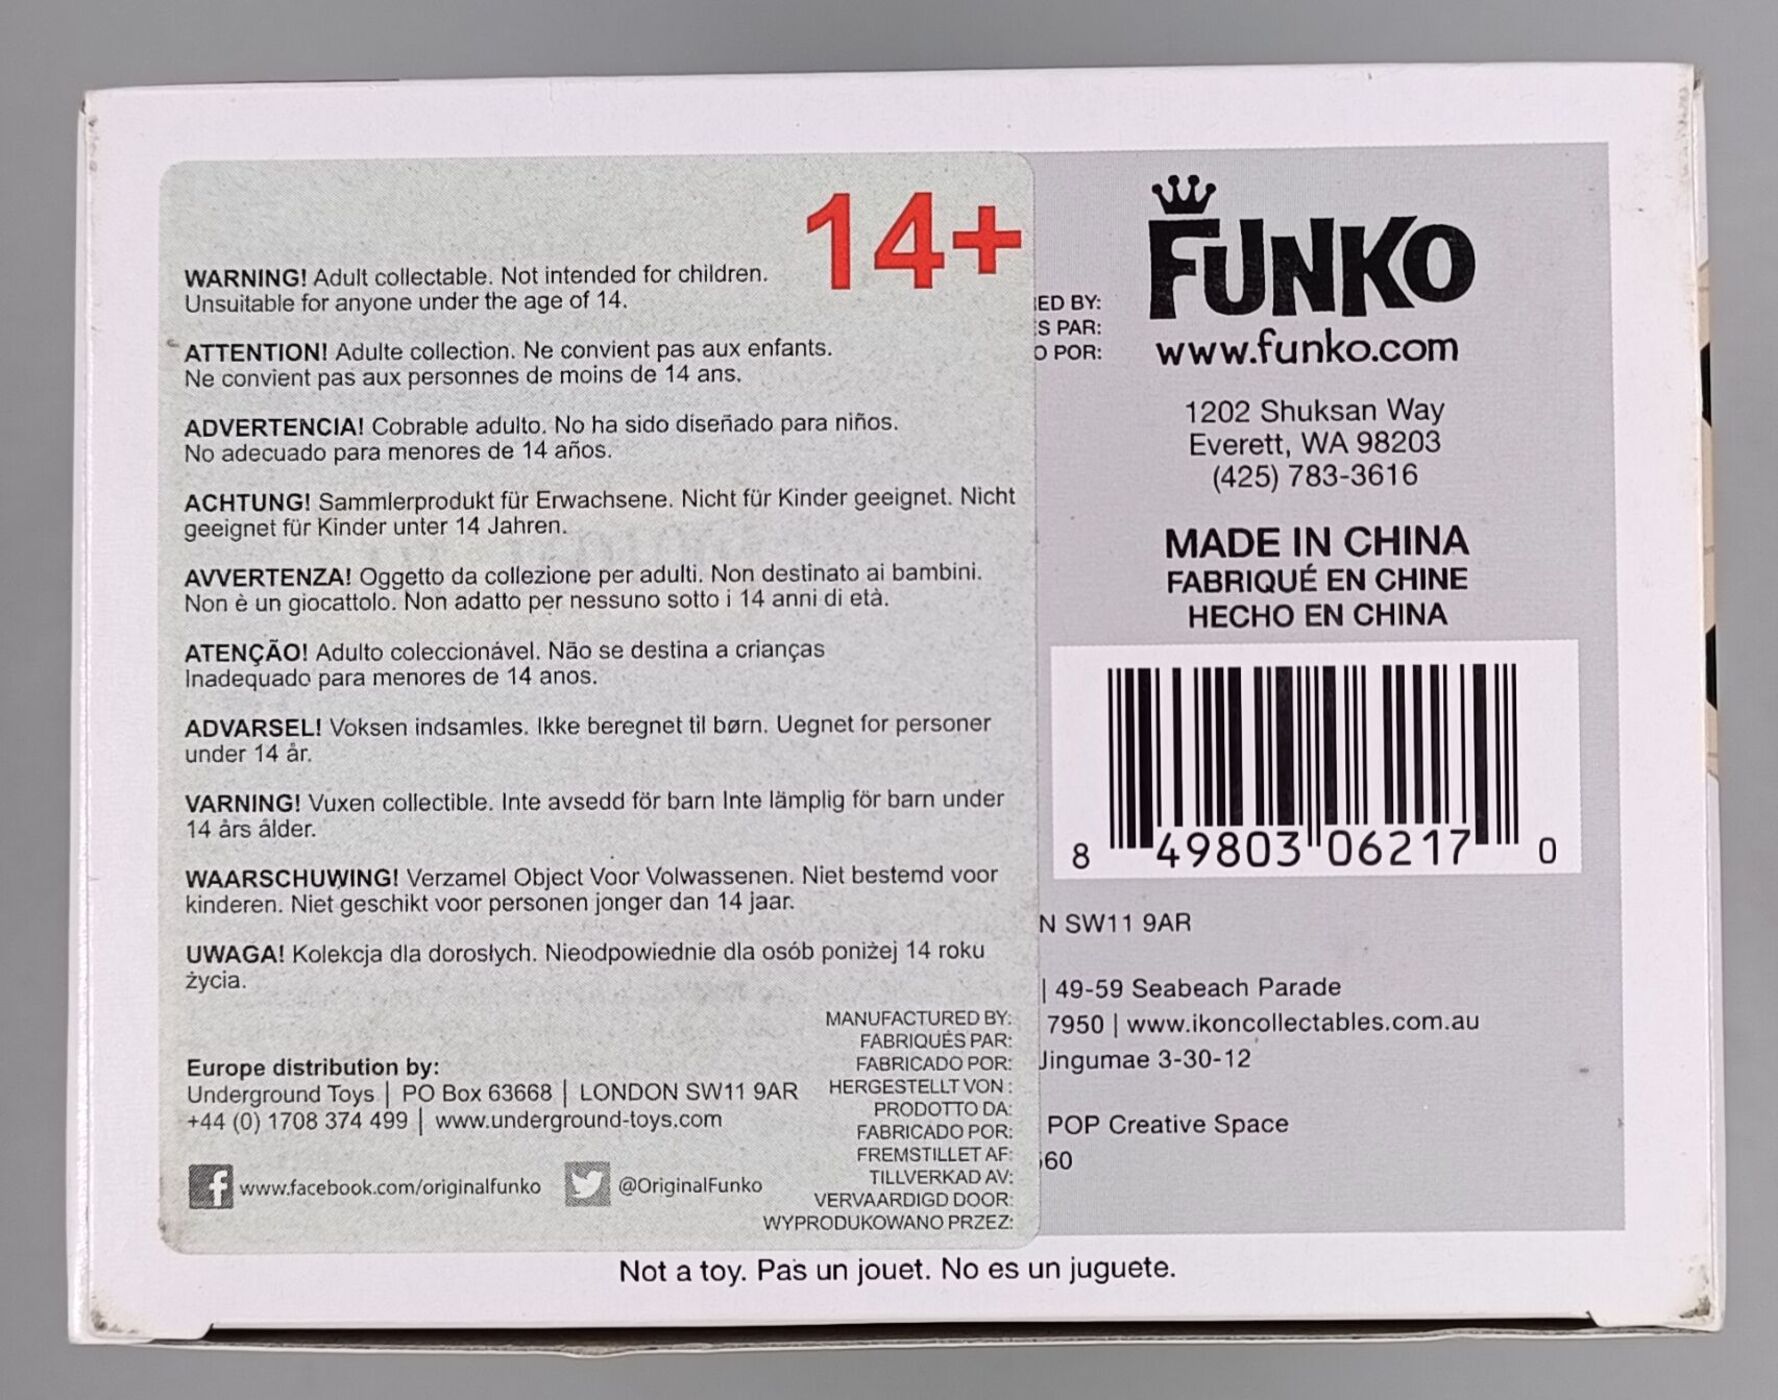 14+
WARNING! Adult collectable. Not intended for children.
Unsuitable for anyone under the age of 14.
ATTENTION! Adulte collection. Ne convient pas aux enfants.
Ne convient pas aux personnes de moins de 14 ans.
ADVERTENCIA! Cobrable adulto. No ha sido diseñado para niños.
No adecuado para menores de 14 años.
ACHTUNG! Sammlerprodukt für Erwachsene. Nicht für Kinder geeignet. Nicht
geeignet für Kinder unter 14 Jahren.
AVVERTENZA! Oggetto da collezione per adulti. Non destinato ai bambini.
Non è un giocattolo. Non adatto per nessuno sotto i 14 anni di età.
ATENÇÃO! Adulto coleccionável. Não se destina a crianças
Inadequado para menores de 14 anos.
ADVARSEL! Voksen indsamles. Ikke beregnet til børn. Uegnet for personer
under 14 år.
VARNING! Vuxen collectible. Inte avsedd för barn Inte lämplig för barn under
14 års ålder.
WAARSCHUWING! Verzamel Object Voor Volwassenen. Niet bestemd voor
kinderen. Niet geschikt voor personen jonger dan 14 jaar.
UWAGA! Kolekcja dla dorosłych. Nieodpowiednie dla osób poniżej 14 roku
życia.
Europe distribution by:
Underground Toys | PO Box 63668 | LONDON SW11 9AR
+44 (0) 1708 374 499 | www.underground-toys.com
www.facebook.com/originalfunko
@OriginalFunko
MANUFACTURED BY:
FABRIQUÉS PAR:
FABRICADO POR:
HERGESTELLT VON :
PRODOTTO DA:
FABRICADO POR:
FREMSTILLET AF:
TILLVERKAD AV:
VERVAARDIGD DOOR:
WYPRODUKOWANO PRZEZ:
ED BY:
S PAR:
O POR:
FUNKO
www.funko.com
1202 Shuksan Way
Everett, WA 98203
(425) 783-3616
MADE IN CHINA
FABRIQUÉ EN CHINE
HECHO EN CHINA
8 49803 06217 0
N SW11 9AR
| 49-59 Seabeach Parade
7950 | www.ikoncollectables.com.au
Jingumae 3-30-12
POP Creative Space
60
Not a toy. Pas un jouet. No es un juguete.